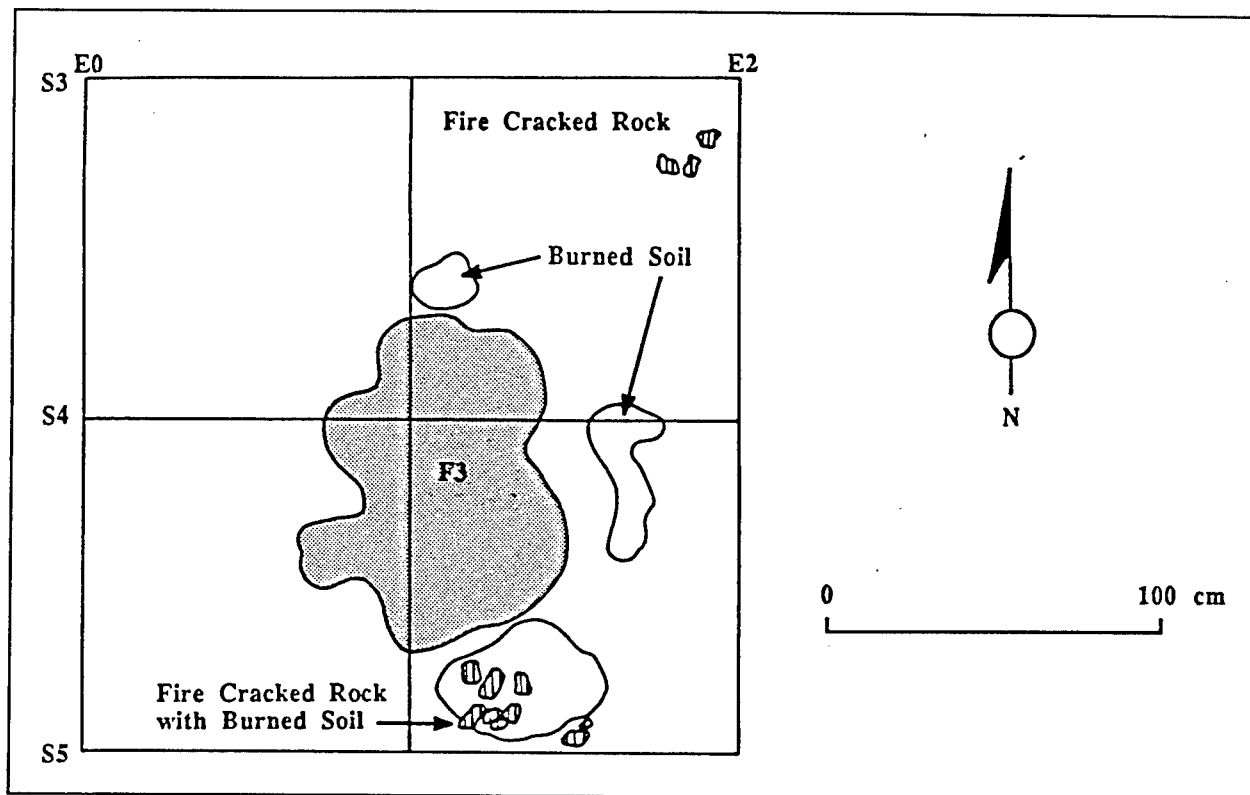 E0
E2
S3
Fire Cracked Rock
Burned Soil
S4
F3
N
0
100 cm
Fire Cracked Rock
with Burned Soil
S5